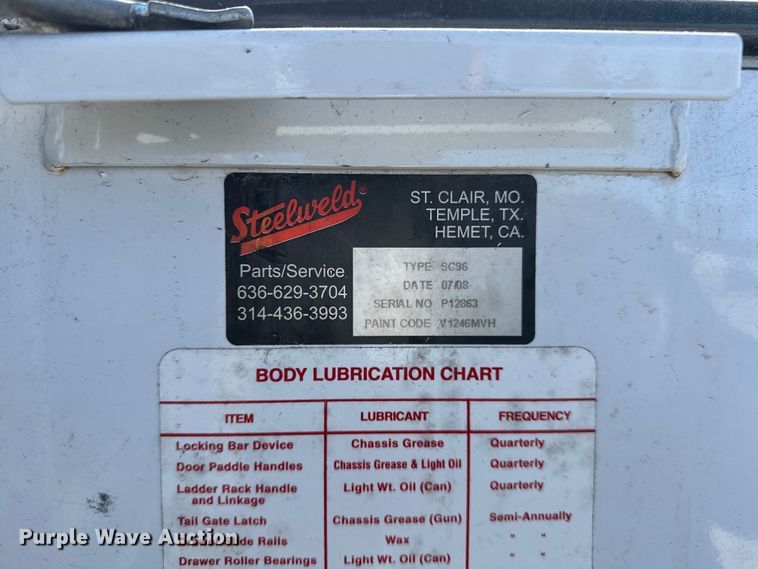 Steelweld®
ST. CLAIR, MO.
TEMPLE, TX.
HEMET, CA.
Parts/Service
636-629-3704
314-436-3993
TYPE SC96
DATE 07/08
SERIAL NO P12863
PAINT CODE V1246MVH
BODY LUBRICATION CHART
ITEM LUBRICANT FREQUENCY
Locking Bar Device Chassis Grease Quarterly
Door Paddle Handles Chassis Grease & Light Oil Quarterly
Ladder Rack Handle and Linkage Light Wt. Oil (Can) Quarterly
Tail Gate Latch Chassis Grease (Gun) Semi-Annually
Rails Wax " "
Drawer Roller Bearings Light Wt. Oil (Can) " "
Purple Wave Auction